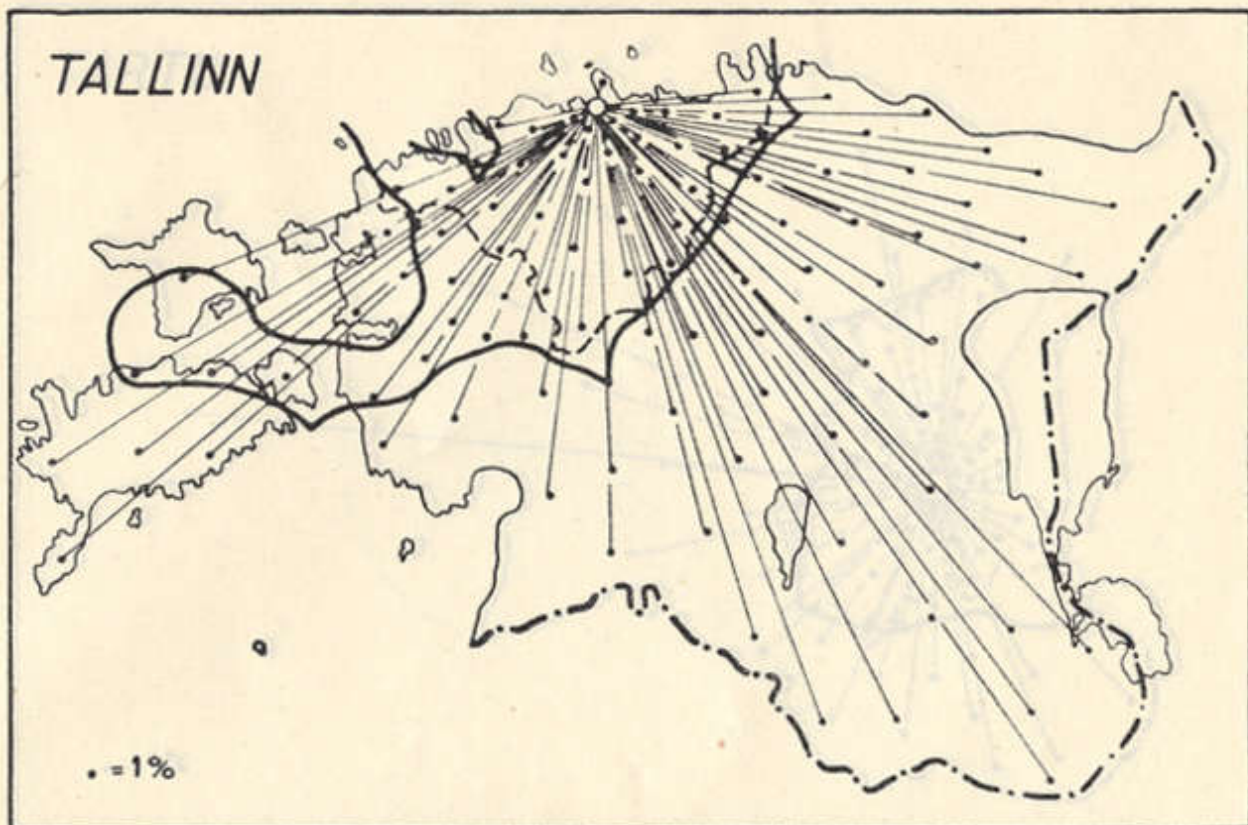 TALLINN
• = 1%